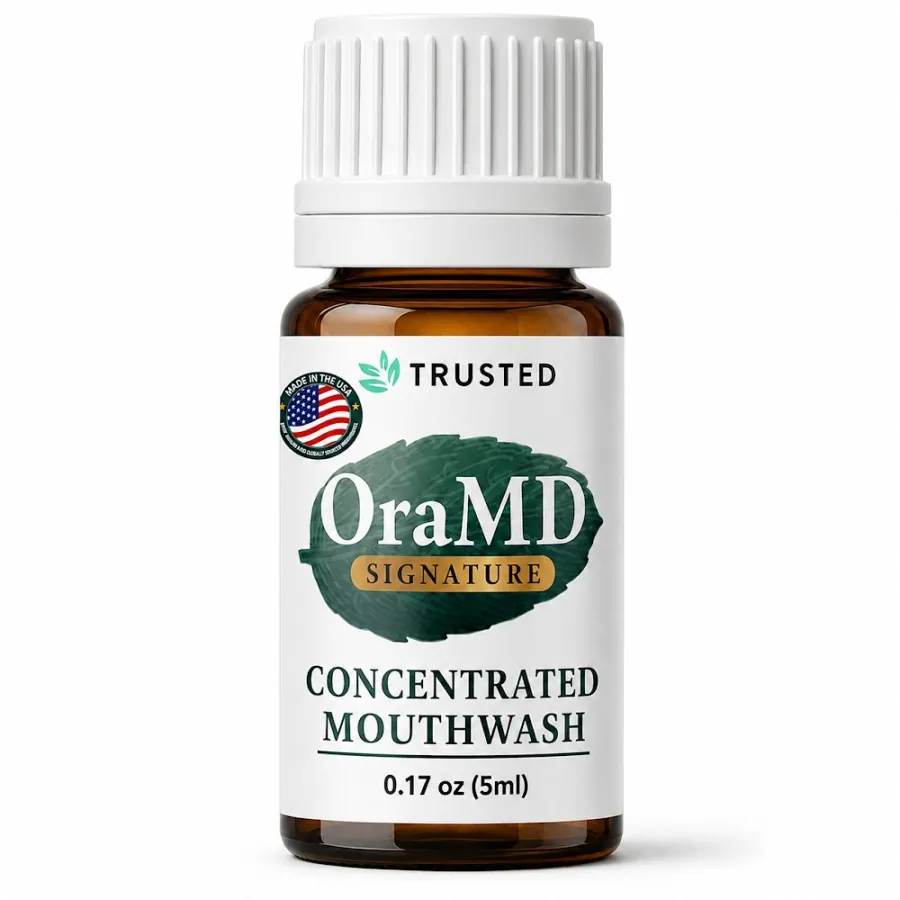 TRUSTED
MADE IN THE USA
OraMD
SIGNATURE
CONCENTRATED
MOUTHWASH
0.17 oz (5ml)